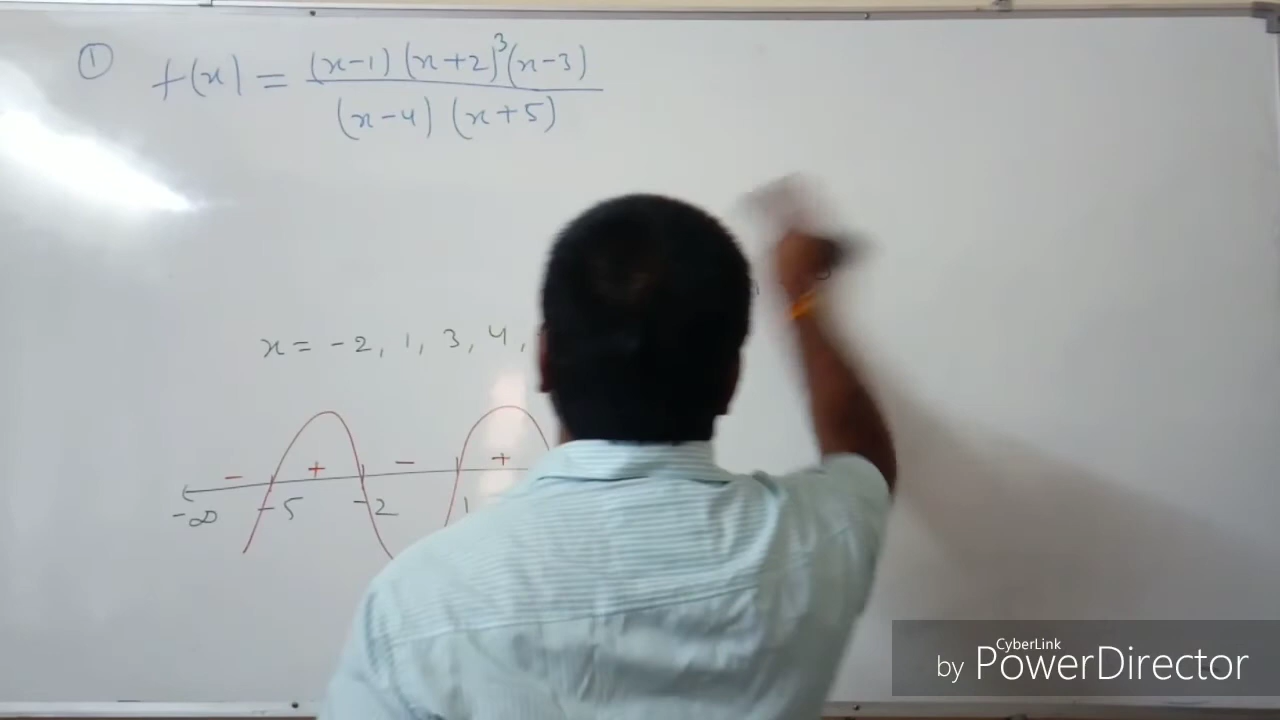 ① f(x) = (x-1) (x+2)³(x-3)
(x-4) (x+5)
x = -2, 1, 3, 4,
- + - +
-∞ -5 -2 1
CyberLink
by PowerDirector